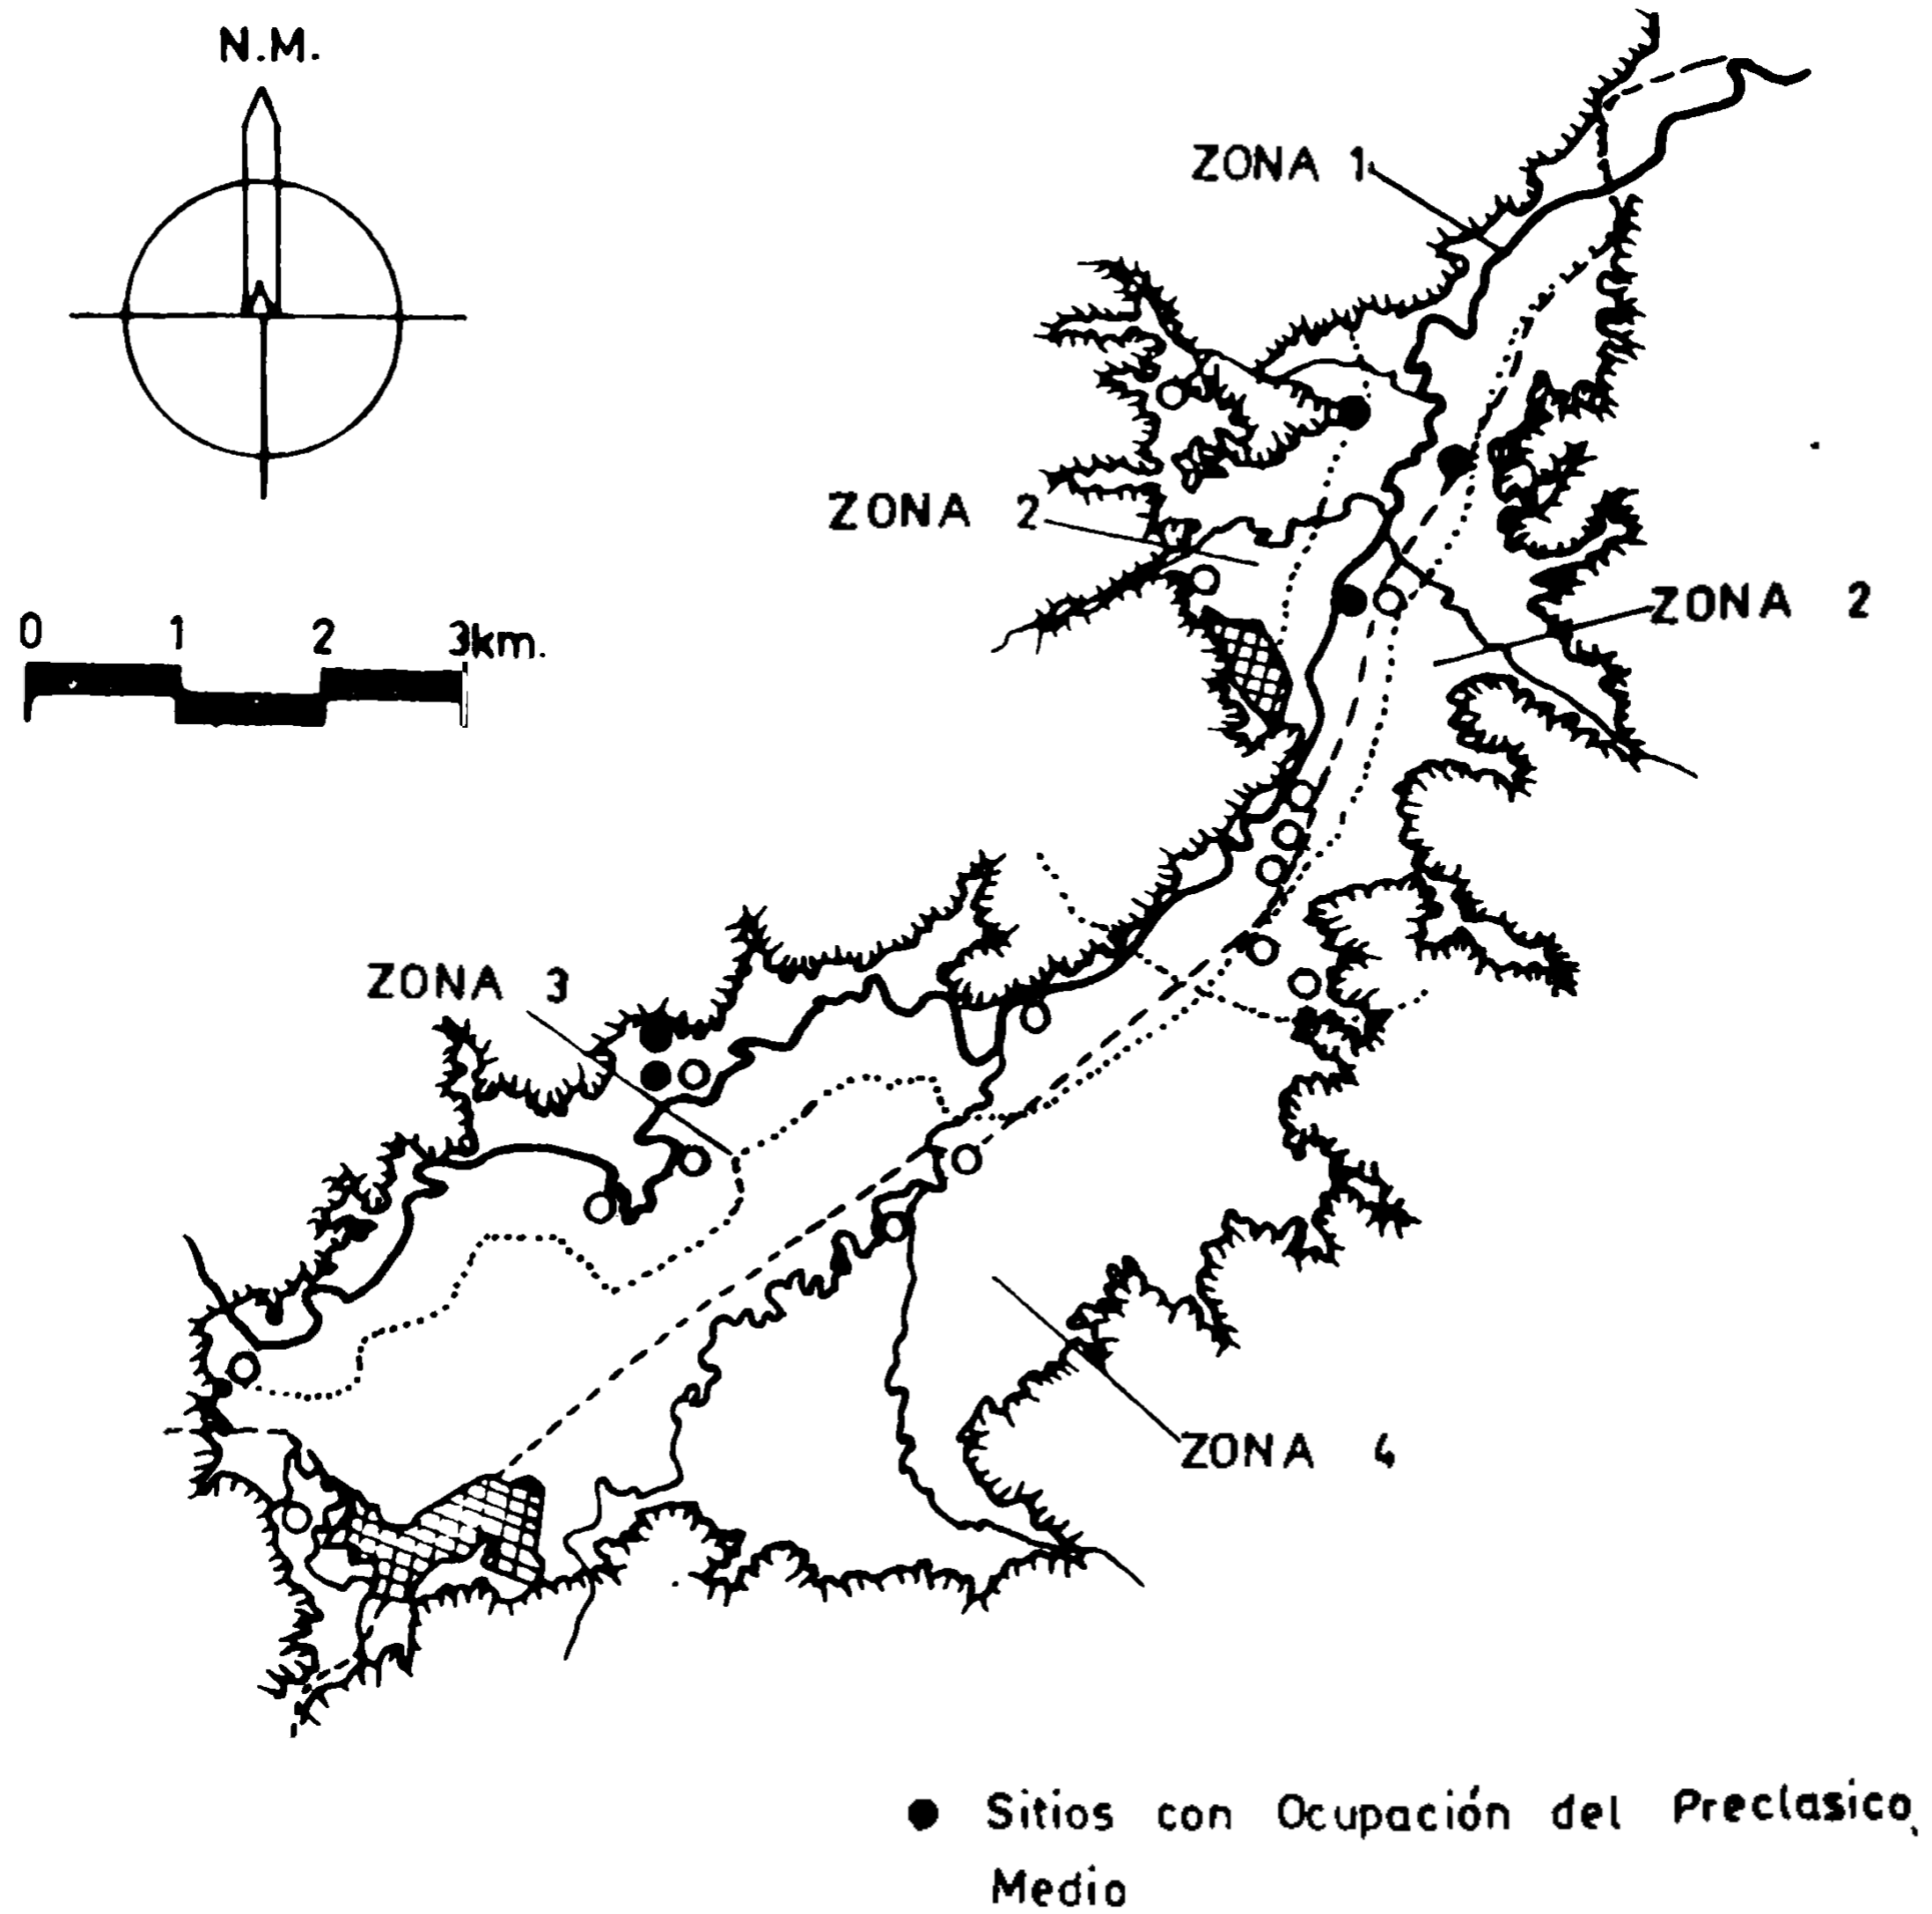 N.M.
ZONA 1
ZONA 2
ZONA 2
0 1 2 3km.
ZONA 3
ZONA 4
Sitios con Ocupación del Preclasico,
Medio